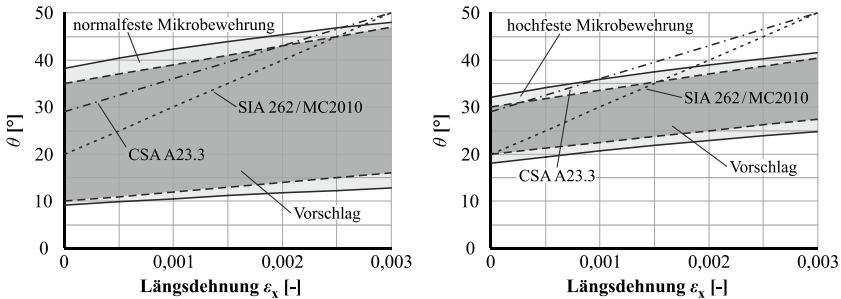 50
40
30
20
10
0
θ [°]
normalfeste Mikrobewehrung
SIA 262/MC2010
CSA A23.3
Vorschlag
0
0,001
0,002
0,003
Längsdehnung εx [-]
50
40
30
20
10
0
θ [°]
hochfeste Mikrobewehrung
SIA 262/MC2010
CSA A23.3
Vorschlag
0
0,001
0,002
0,003
Längsdehnung εx [-]